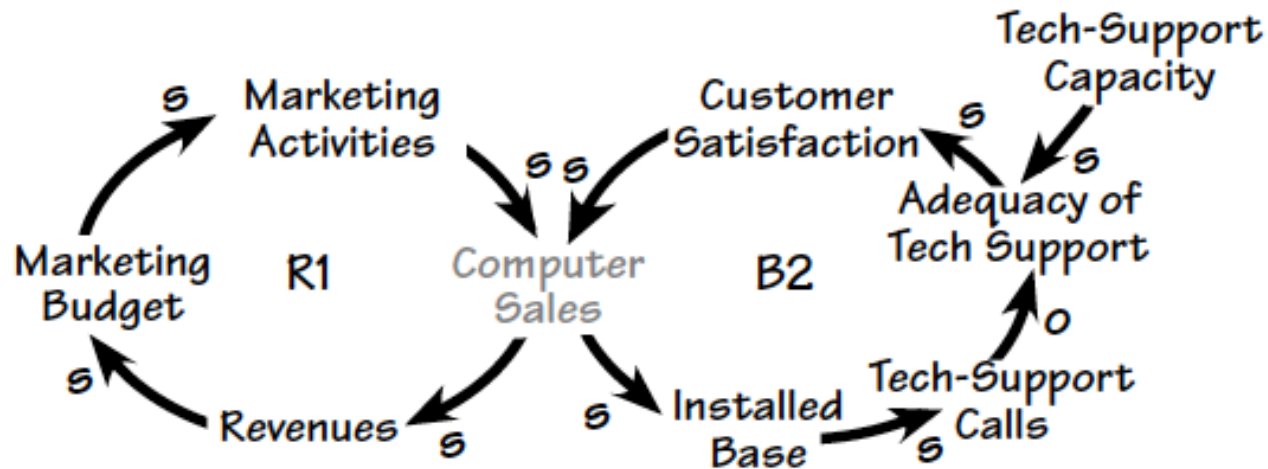 Tech-Support
Capacity
S
Marketing
Activities
Customer
Satisfaction
S
S
S
S
Adequacy of
Tech Support
Marketing
Budget
R1
Computer
Sales
B2
O
S
Revenues
S
S
Installed
Base
S
Tech-Support
Calls